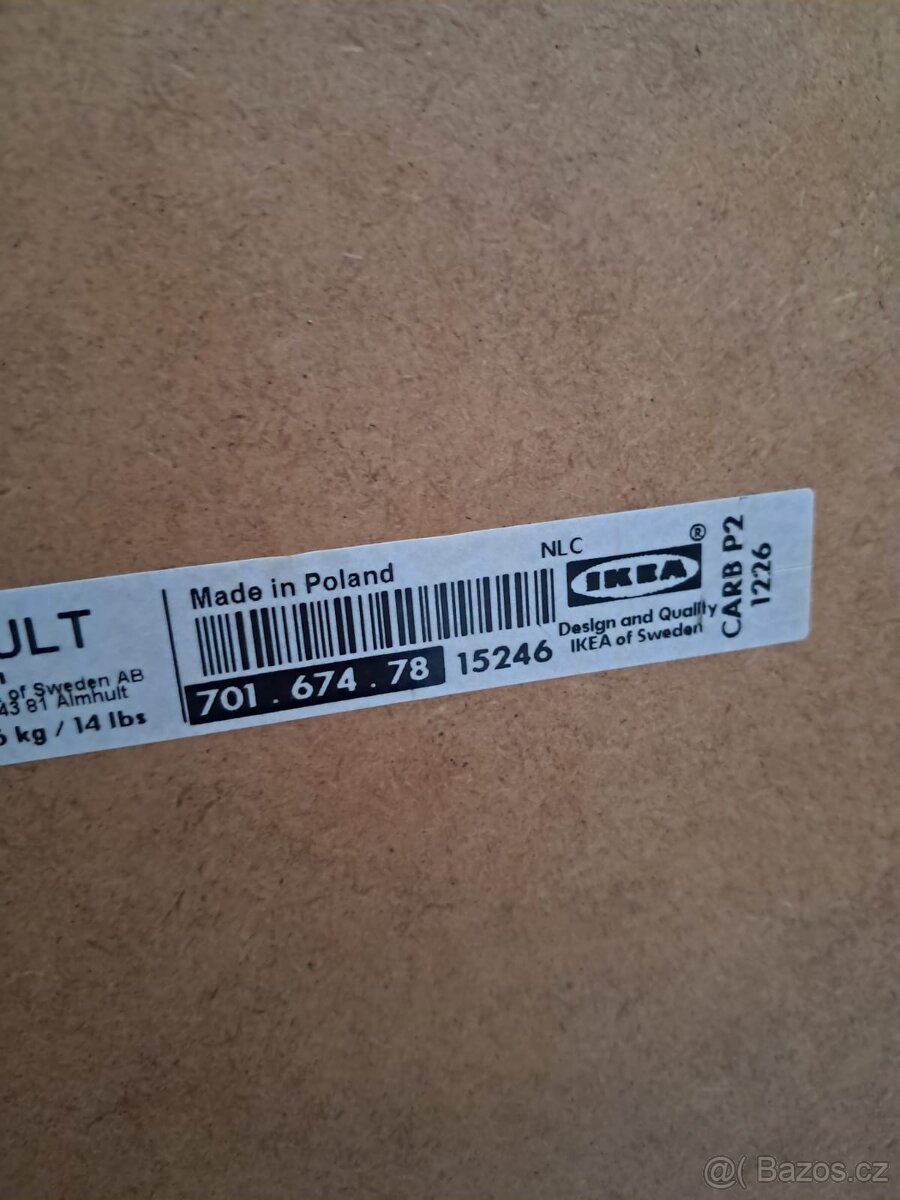 ULT
of Sweden AB
43 81 Älmhult
6 kg / 14 lbs
Made in Poland
701.674.78
15246
NLC
IKEA®
Design and Quality
IKEA of Sweden
CARB P2
1226
@( Bazos.cz